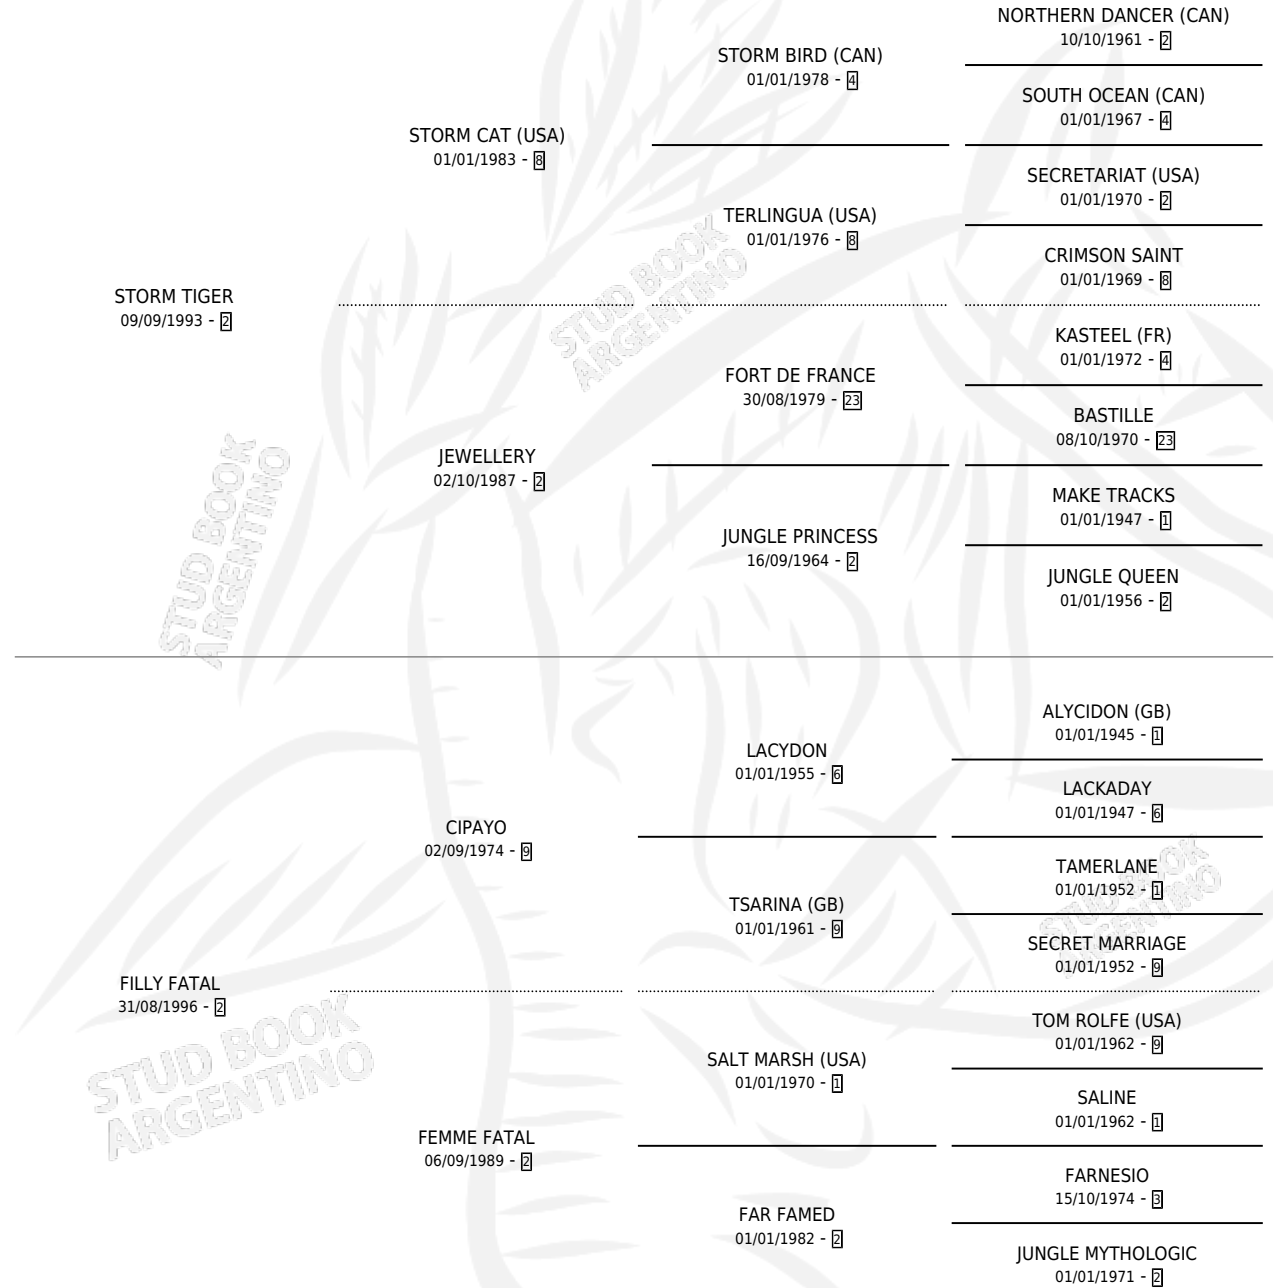 NORTHERN DANCER (CAN)
10/10/1961 - 2
STORM BIRD (CAN)
01/01/1978 - 4
SOUTH OCEAN (CAN)
01/01/1967 - 4
STORM CAT (USA)
01/01/1983 - 8
SECRETARIAT (USA)
01/01/1970 - 2
TERLINGUA (USA)
01/01/1976 - 8
CRIMSON SAINT
01/01/1969 - 8
STORM TIGER
09/09/1993 - 2
KASTEEL (FR)
01/01/1972 - 4
FORT DE FRANCE
30/08/1979 - 23
BASTILLE
08/10/1970 - 23
JEWELLERY
02/10/1987 - 2
MAKE TRACKS
01/01/1947 - 1
JUNGLE PRINCESS
16/09/1964 - 2
JUNGLE QUEEN
01/01/1956 - 2
ALYCIDON (GB)
01/01/1945 - 1
LACYDON
01/01/1955 - 6
LACKADAY
01/01/1947 - 6
CIPAYO
02/09/1974 - 9
TAMERLANE
01/01/1952 - 1
TSARINA (GB)
01/01/1961 - 9
SECRET MARRIAGE
01/01/1952 - 9
FILLY FATAL
31/08/1996 - 2
TOM ROLFE (USA)
01/01/1962 - 9
SALT MARSH (USA)
01/01/1970 - 1
SALINE
01/01/1962 - 1
FEMME FATAL
06/09/1989 - 2
FARNESIO
15/10/1974 - 3
FAR FAMED
01/01/1982 - 2
JUNGLE MYTHOLOGIC
01/01/1971 - 2
STUD BOOK
ARGENTINO
STUD BOOK
ARGENTINO
STUD BOOK
ARGENTINO
STUD BOOK
ARGENTINO